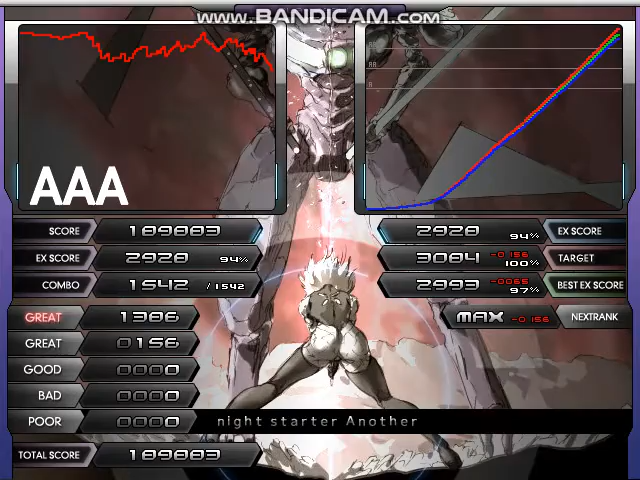 WWW.BANDICAM.COM
AAA
AA
A
SCORE 189883
EX SCORE 2928 94%
COMBO 1542 /1542
2928 94% EX SCORE
3084 -0156 100% TARGET
2993 -0065 97% BEST EX SCORE
MAX -0156 NEXTRANK
GREAT 1386
GREAT 0156
GOOD 0000
BAD 0000
POOR 0000
night starter Another
TOTAL SCORE 189883